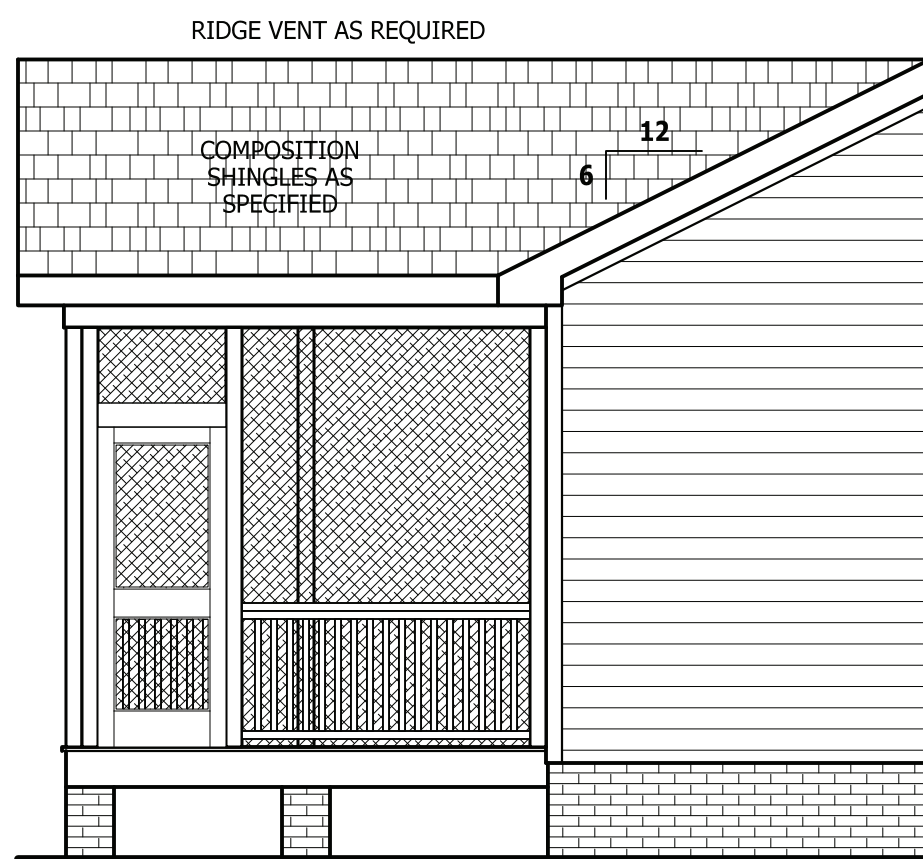 RIDGE VENT AS REQUIRED
12
6
COMPOSITION
SHINGLES AS
SPECIFIED